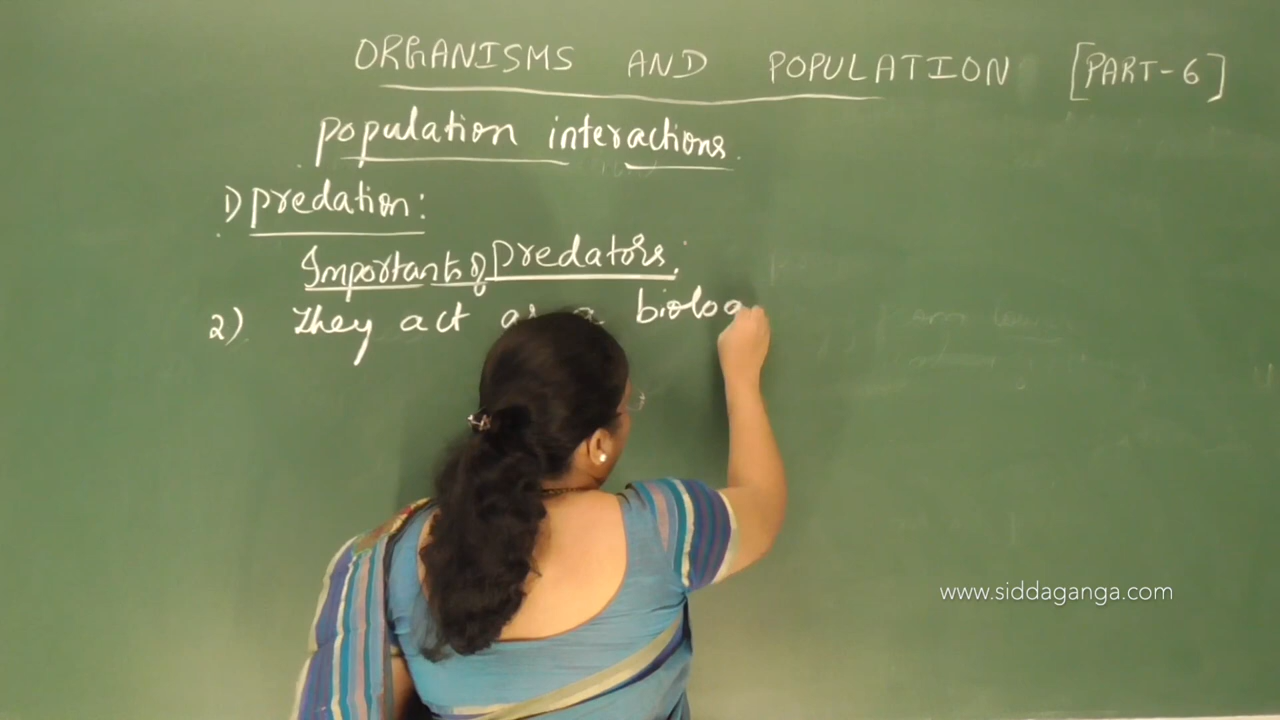 ORGANISMS AND POPULATION [PART-6]
Population interactions.
1) Predation:
Important of Predators:
2) They act as a biolog
www.siddaganga.com